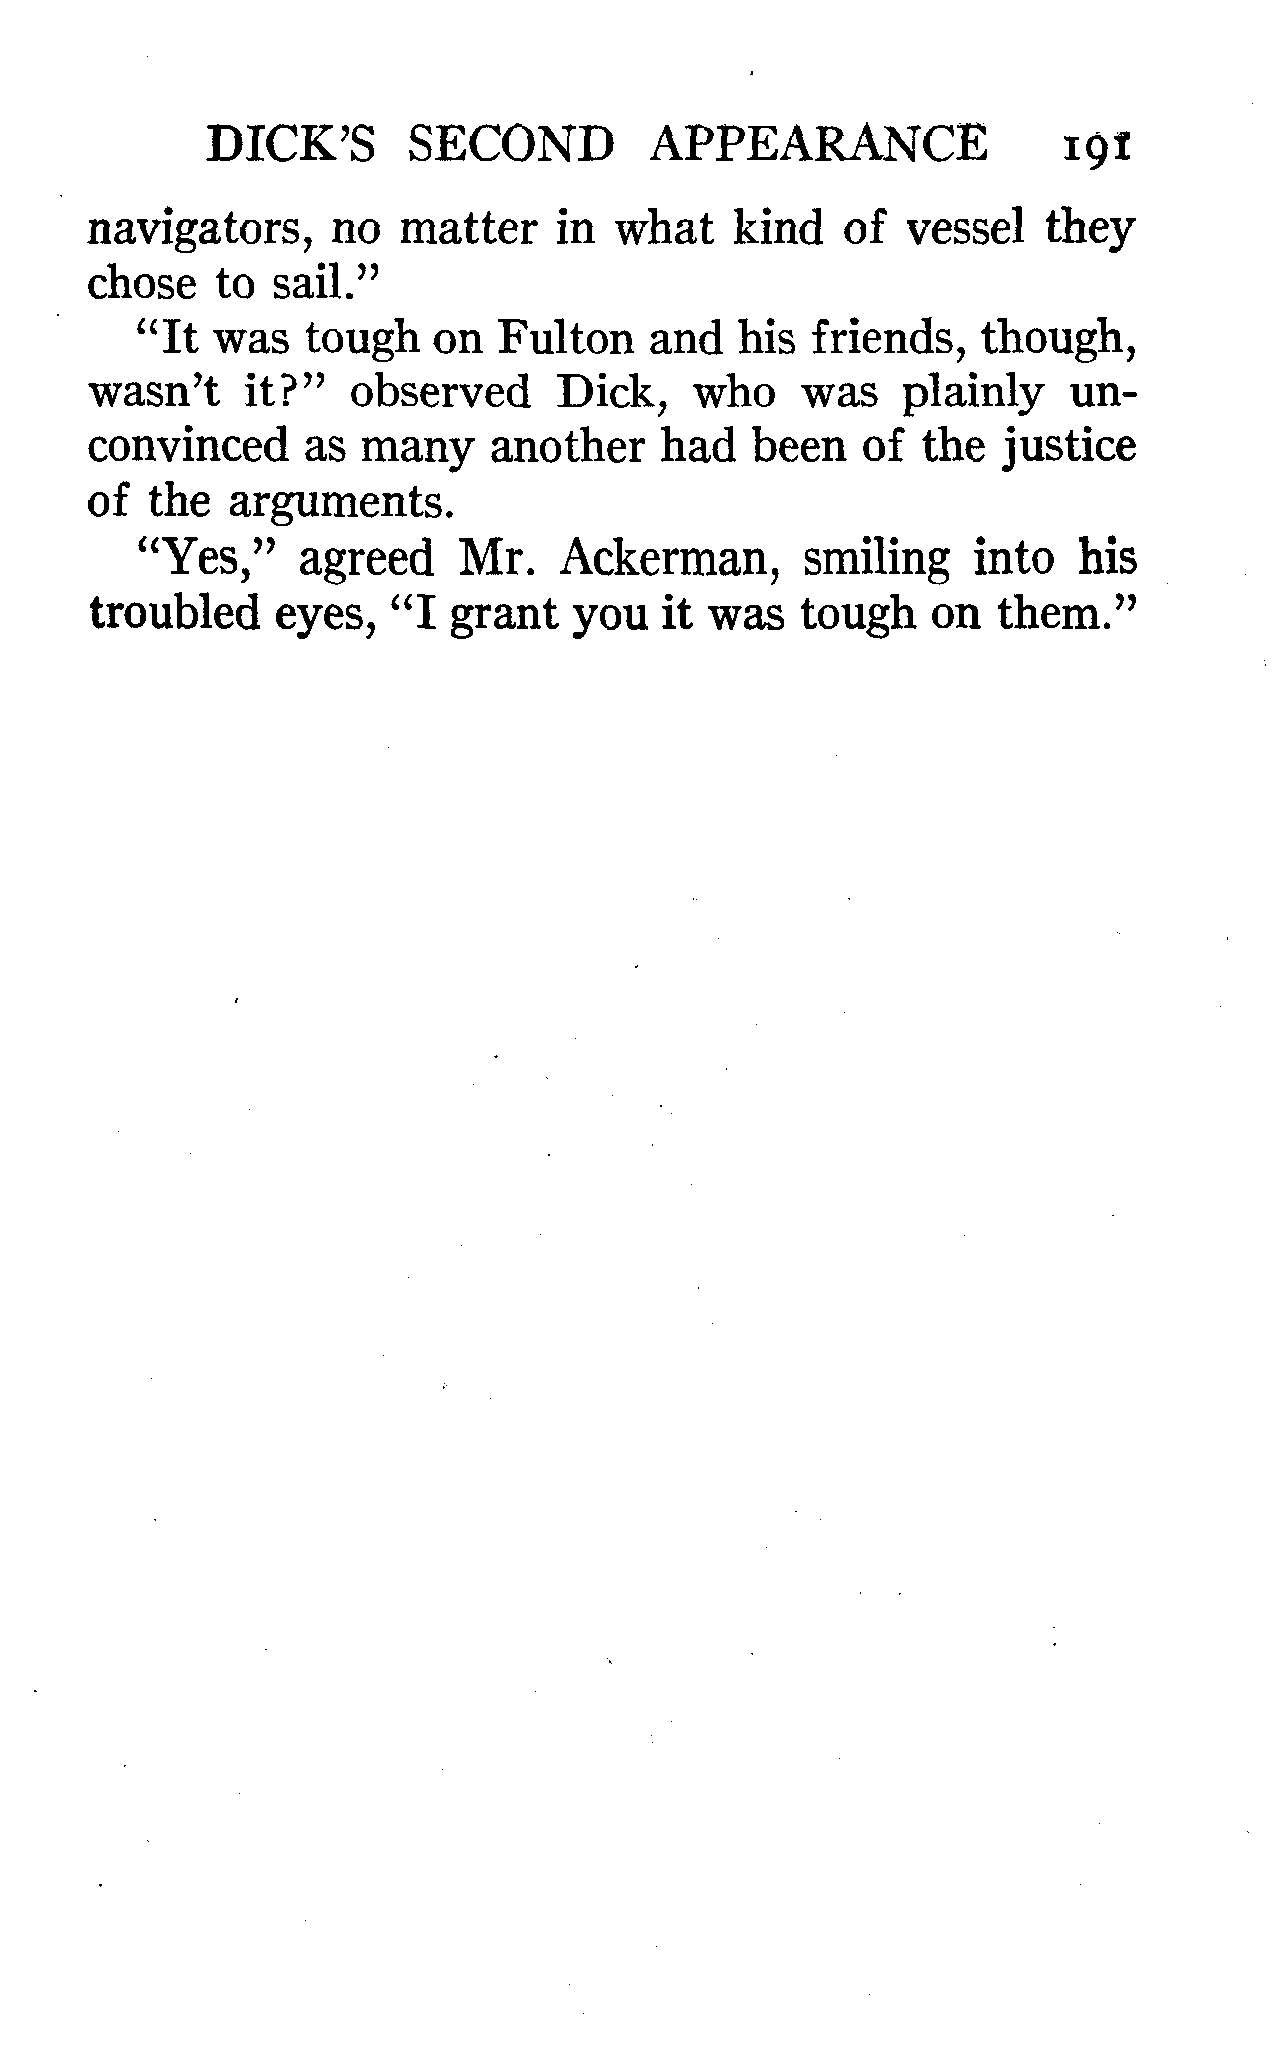 DICK'S SECOND APPEARANCE 191
navigators, no matter in what kind of vessel they
chose to sail."
"It was tough on Fulton and his friends, though,
wasn't it?" observed Dick, who was plainly un-
convinced as many another had been of the justice
of the arguments.
"Yes," agreed Mr. Ackerman, smiling into his
troubled eyes, "I grant you it was tough on them."